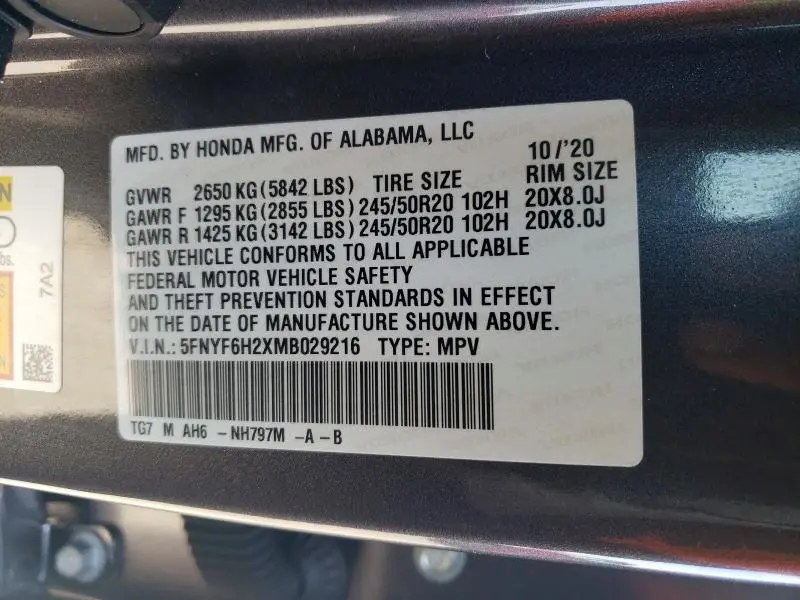 MFD. BY HONDA MFG. OF ALABAMA, LLC 10/'20
GVWR 2650 KG (5842 LBS) TIRE SIZE RIM SIZE
GAWR F 1295 KG (2855 LBS) 245/50R20 102H 20X8.0J
GAWR R 1425 KG (3142 LBS) 245/50R20 102H 20X8.0J
THIS VEHICLE CONFORMS TO ALL APPLICABLE
FEDERAL MOTOR VEHICLE SAFETY
AND THEFT PREVENTION STANDARDS IN EFFECT
ON THE DATE OF MANUFACTURE SHOWN ABOVE.
V.I.N.: 5FNYF6H2XMB029216 TYPE: MPV
TG7 M AH6 - NH797M -A-B
7A2